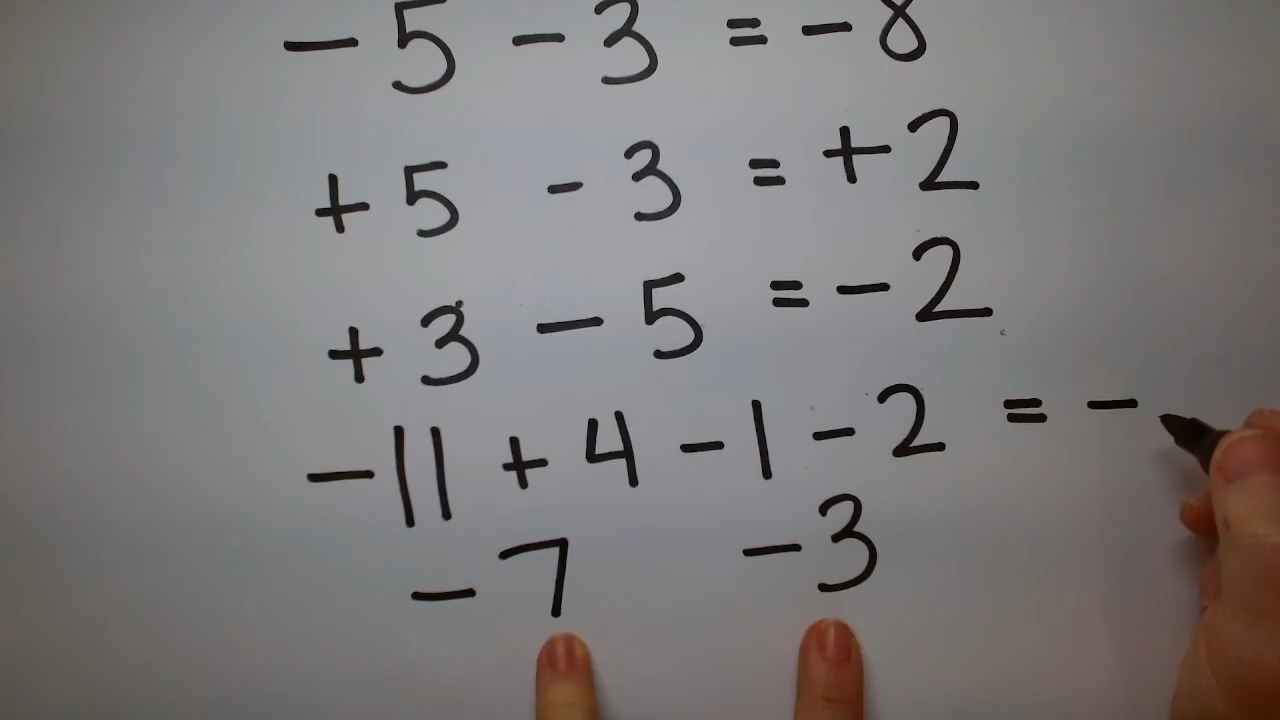 - 5 - 3 = - 8
+ 5 - 3 = + 2
+ 3 - 5 = - 2
- 11 + 4 - 1 - 2 = -
- 7 - 3